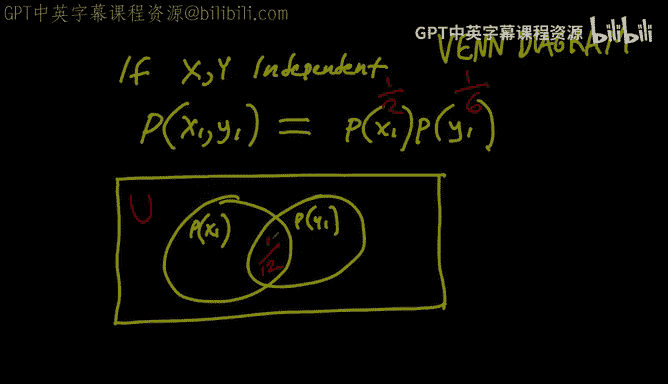 GPT中英字幕课程资源@bilibili.com
GPT中英字幕课程资源 bilibili
VENN DIAGRAM
If X,Y Independent
1/2 1/6
P(x₁,y₁) = P(x₁)P(y₁)
U
P(x₁) P(y₁)
1/12